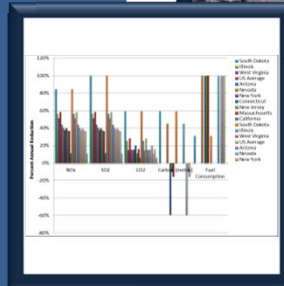 Percent Annual Reduction
120%
100%
80%
60%
40%
20%
0%
-20%
-40%
-60%
-80%
NOx
SO2
CO2
Carbon
Fuel
Consumption
South Dakota
Illinois
West Virginia
US Average
Arizona
Nevada
New York
Connecticut
New Jersey
Massachusetts
California
South Dakota
Illinois
West Virginia
US Average
Arizona
Nevada
New York